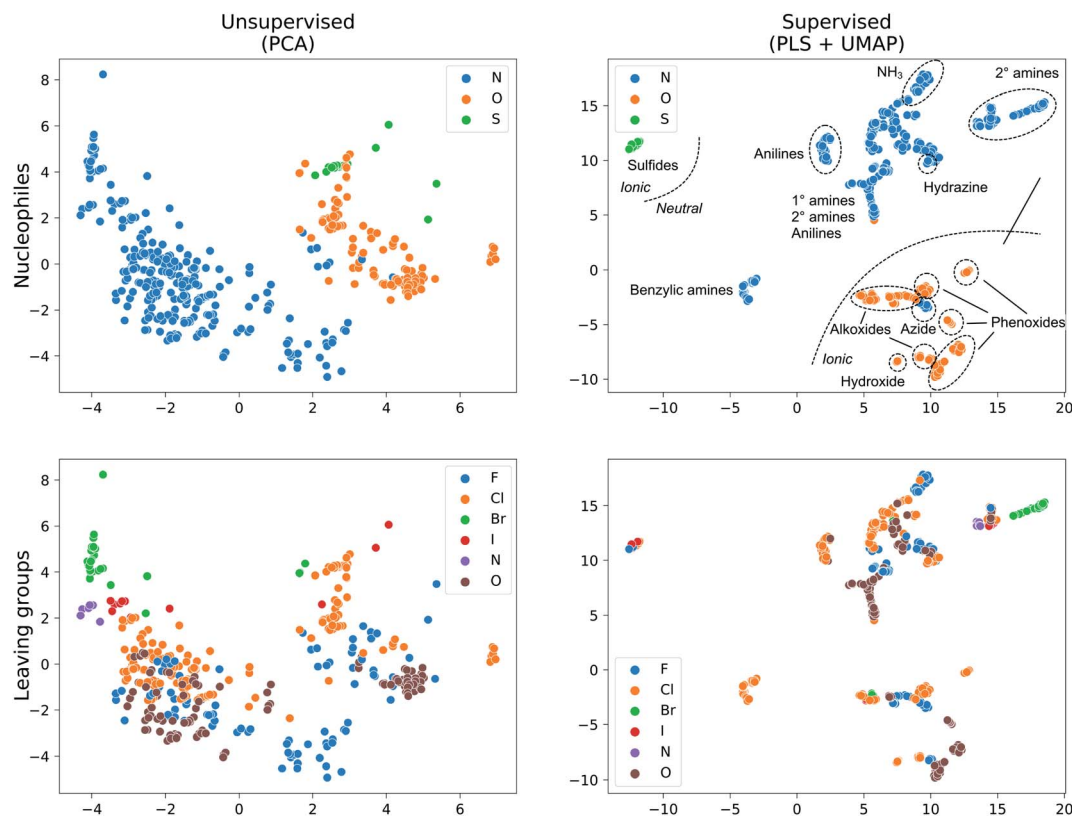 Unsupervised
(PCA)
Supervised
(PLS + UMAP)
Nucleophiles
8
6
4
2
0
−2
−4
−4
−2
0
2
4
6
N
O
S
15
10
5
0
−5
−10
−10
−5
0
5
10
15
20
N
O
S
NH3
2° amines
Sulfides
Ionic
Neutral
Anilines
Hydrazine
1° amines
2° amines
Anilines
Benzylic amines
Alkoxides
Azide
Phenoxides
Ionic
Hydroxide
Leaving groups
8
6
4
2
0
−2
−4
−4
−2
0
2
4
6
F
Cl
Br
I
N
O
15
10
5
0
−5
−10
−10
−5
0
5
10
15
20
F
Cl
Br
I
N
O